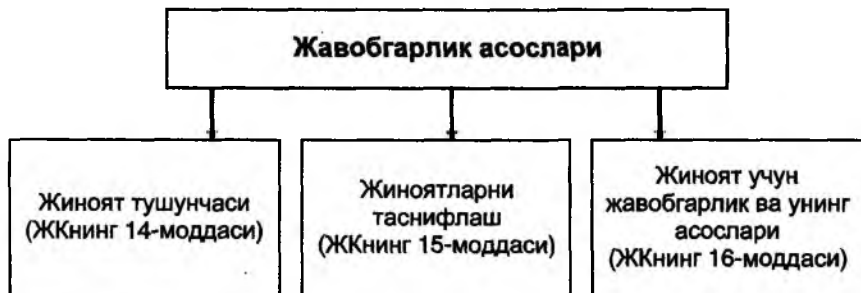 Жавобгарлик асослари
Жиноят тушунчаси
(ЖКнинг 14-моддаси)
Жиноятларни
таснифлаш
(ЖКнинг 15-моддаси)
Жиноят учун
жавобгарлик ва унинг
асослари
(ЖКнинг 16-моддаси)